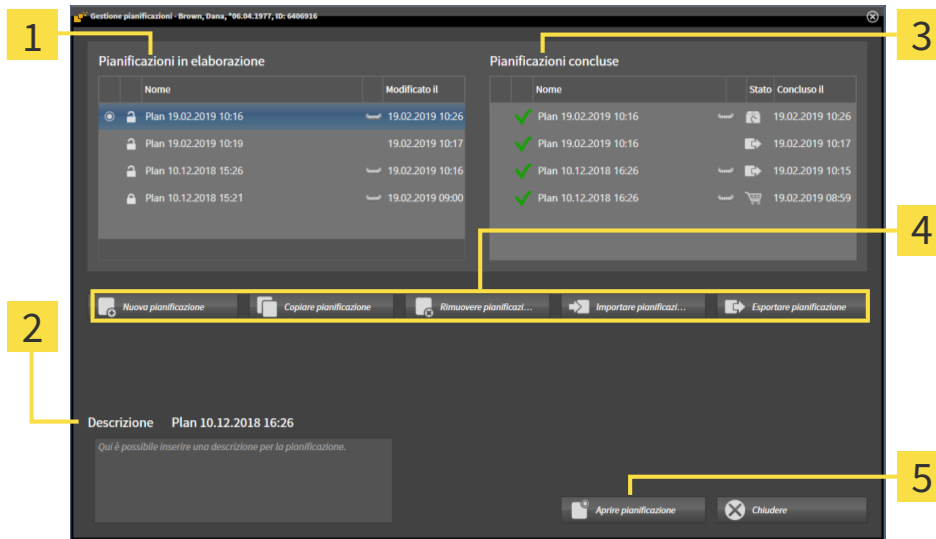 Gestione pianificazioni - Brown, Dana, *06.04.1977, ID: 6406916
1
3
Pianificazioni in elaborazione
Nome Modificato il
Plan 19.02.2019 10:16 19.02.2019 10:26
Plan 19.02.2019 10:19 19.02.2019 10:17
Plan 10.12.2018 15:26 19.02.2019 10:16
Plan 10.12.2018 15:21 19.02.2019 09:00
Pianificazioni concluse
Nome Stato Concluso il
Plan 19.02.2019 10:16 19.02.2019 10:26
Plan 19.02.2019 10:16 19.02.2019 10:17
Plan 10.12.2018 16:26 19.02.2019 10:15
Plan 10.12.2018 16:26 19.02.2019 08:59
4
Nuova pianificazione Copiare pianificazione Rimuovere pianificazi... Importare pianificazi... Esportare pianificazione
2
Descrizione Plan 10.12.2018 16:26
Qui è possibile inserire una descrizione per la pianificazione.
5
Aprire pianificazione Chiudere